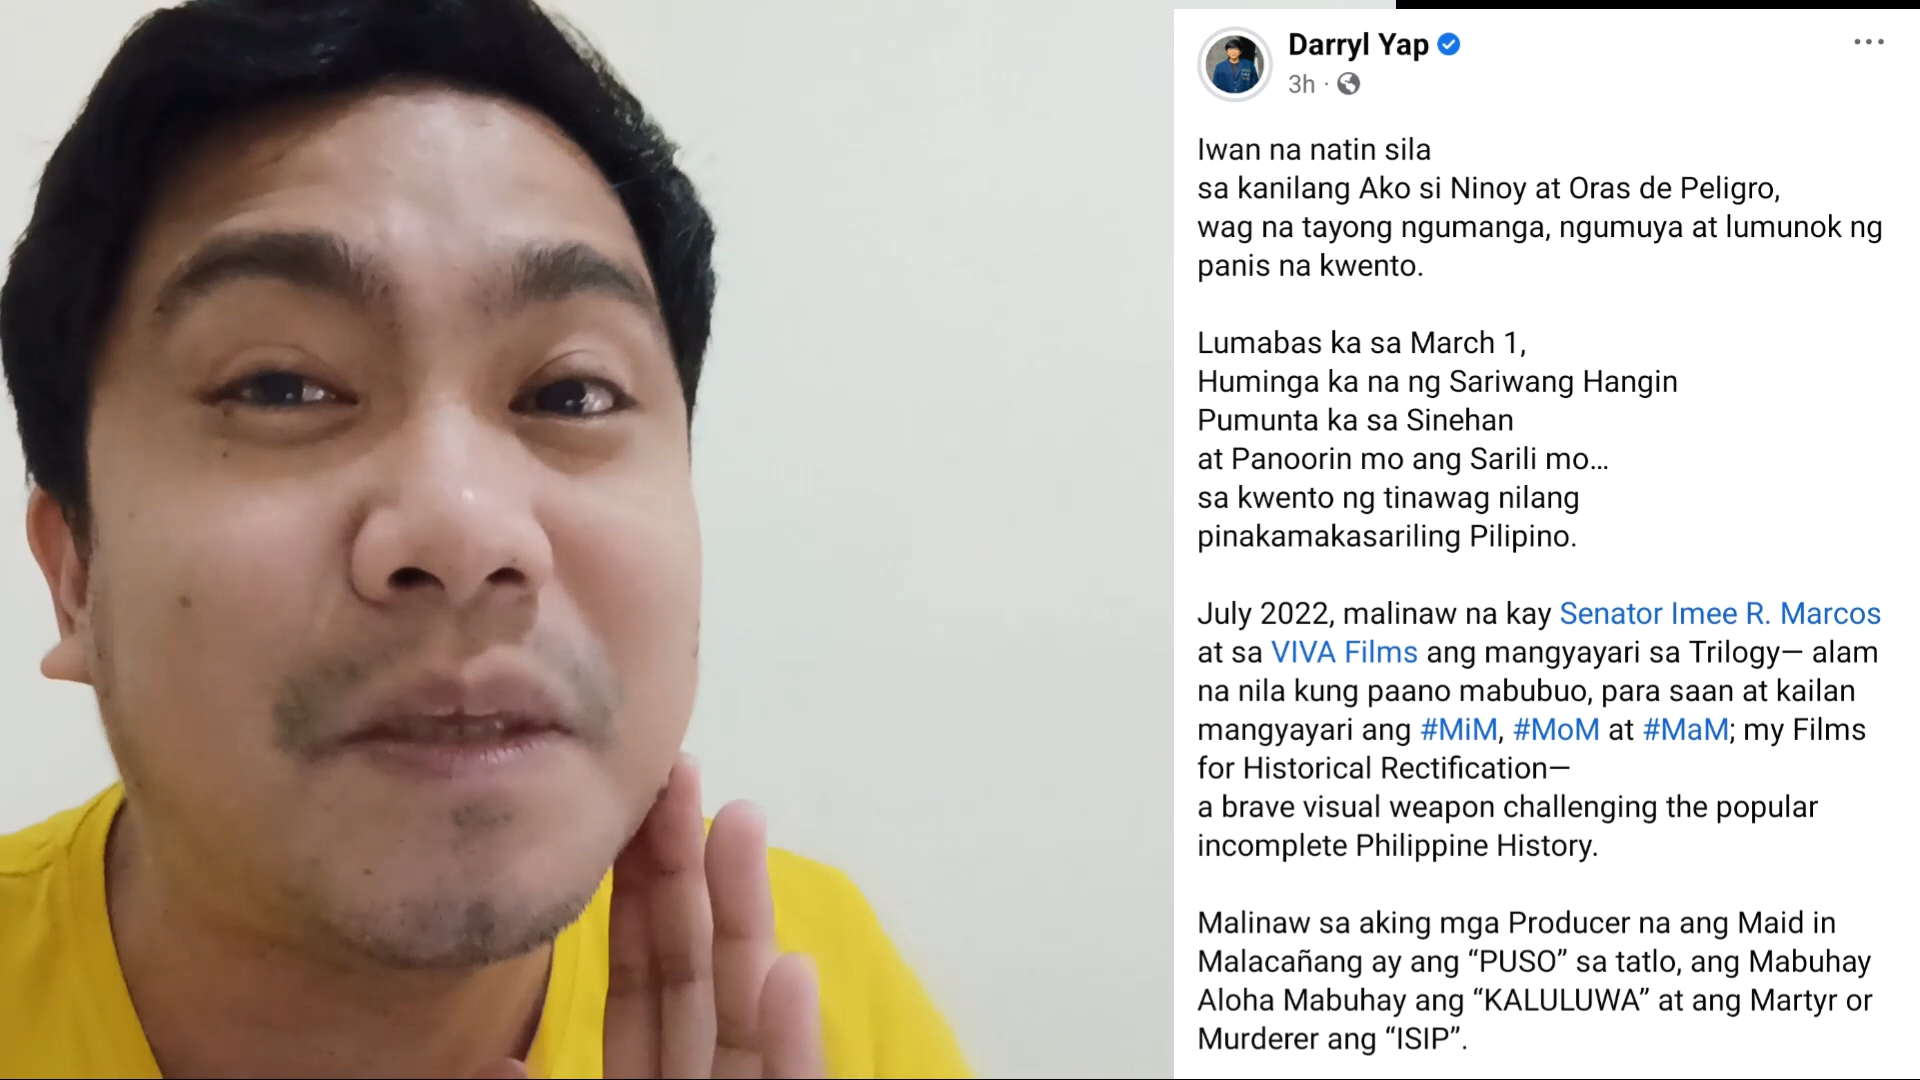 Darryl Yap
3h ·
Iwan na natin sila
sa kanilang Ako si Ninoy at Oras de Peligro,
wag na tayong ngumanga, ngumuya at lumunok ng
panis na kwento.
Lumabas ka sa March 1,
Huminga ka na ng Sariwang Hangin
Pumunta ka sa Sinehan
at Panoorin mo ang Sarili mo...
sa kwento ng tinawag nilang
pinakamakasariling Pilipino.
July 2022, malinaw na kay Senator Imee R. Marcos
at sa VIVA Films ang mangyayari sa Trilogy— alam
na nila kung paano mabubuo, para saan at kailan
mangyayari ang #MiM, #MoM at #MaM; my Films
for Historical Rectification—
a brave visual weapon challenging the popular
incomplete Philippine History.
Malinaw sa aking mga Producer na ang Maid in
Malacañang ay ang “PUSO” sa tatlo, ang Mabuhay
Aloha Mabuhay ang “KALULUWA” at ang Martyr or
Murderer ang “ISIP”.